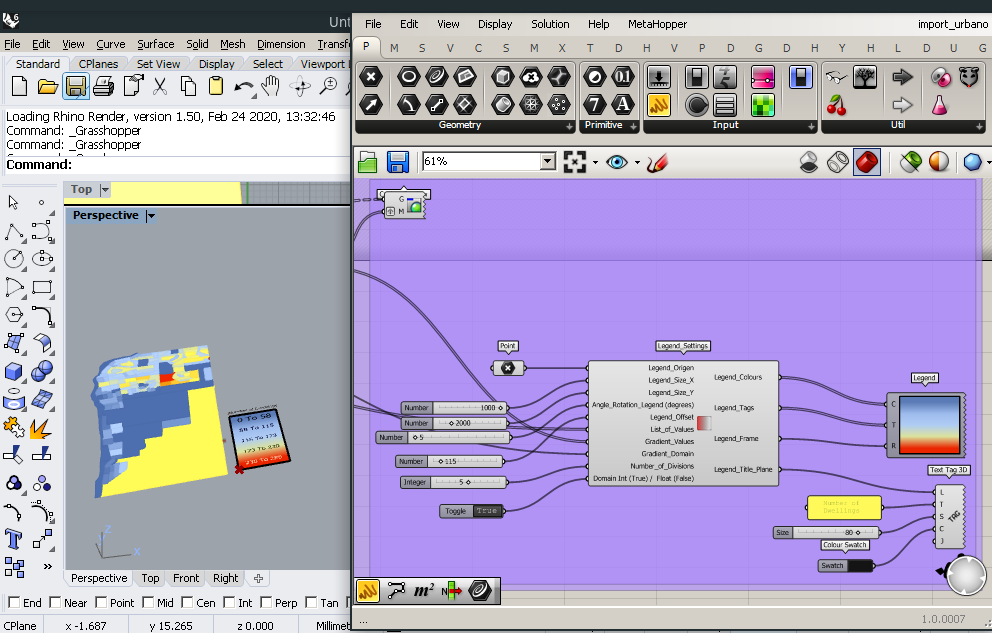 Unt
File Edit View Curve Surface Solid Mesh Dimension Transf
Standard CPlanes Set View Display Select Viewport L
Loading Rhino Render, version 1.50, Feb 24 2020, 13:32:46
Command: _Grasshopper
Command: _Grasshopper
Command:
Top
Perspective
0 To 58
58 To 115
115 To 173
173 To 230
230 To 288
z
x
Perspective Top Front Right
End Near Point Mid Cen Int Perp Tan
CPlane x -1.687 y 15.265 z 0.000 Millimet
File Edit View Display Solution Help MetaHopper import_urbano
P M S V C S M X T D H V P D G D H Y H L D U G
Geometry Primitive Input Util
61%
G
M
Point
Legend_Settings
Legend_Origen
Legend_Size_X
Legend_Size_Y
Angle_Rotation_Legend (degrees)
Legend_Offset
List_of_Values
Gradient_Values
Gradient_Domain
Number_of_Divisions
Domain Int (True) / Float (False)
Legend_Colours
Legend_Tags
Legend_Frame
Legend_Title_Plane
Number 1000
Number 2000
Number 5
Number 115
Integer 5
Toggle True
Legend
C
T
R
Text Tag 3D
L
T
S
C
J
TAG
Number of
Dwellings
Size 80
Colour Swatch
Swatch
m²
N
...
1.0.0007